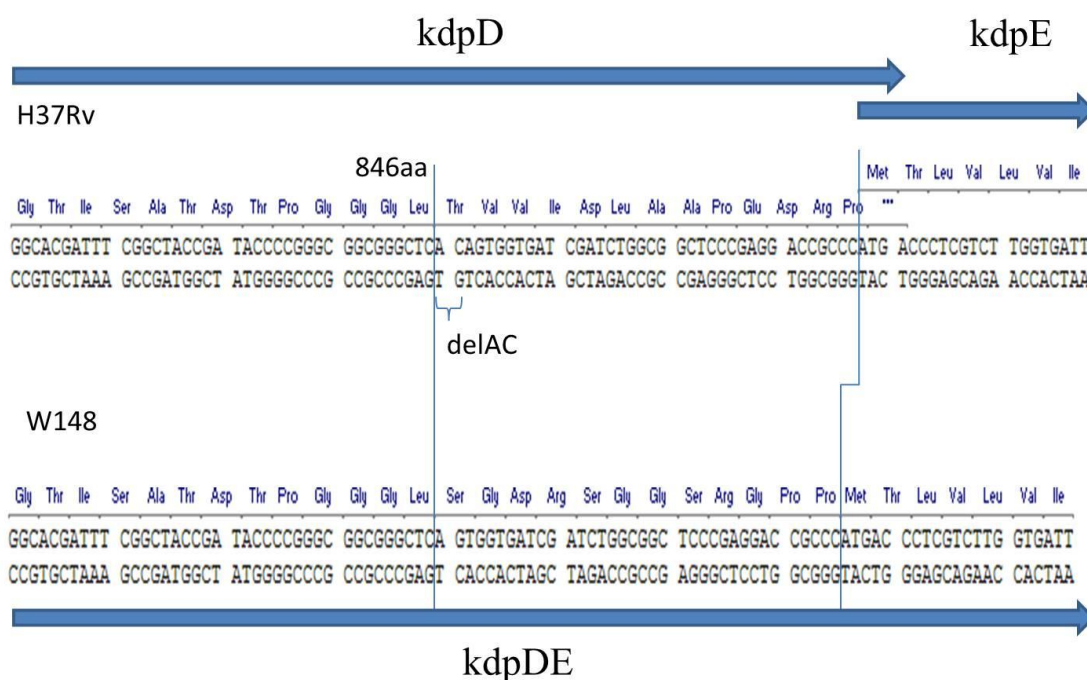 kdpD
kdpE
H37Rv
846aa
Met Thr Leu Val Leu Val Ile
Gly Thr Ile Ser Ala Thr Asp Thr Pro Gly Gly Gly Leu Thr Val Val Ile Asp Leu Ala Ala Pro Glu Asp Arg Pro ***
GGCACGATTT CGGCTACCGA TACCCCGGGC GGCGGGCTCA CAGTGGTGAT CGATCTGGCG GCTCCCGAGG ACCGCCCATG ACCCTCGTCT TGGTGATT
CCGTGCTAAA GCCGATGGCT ATGGGGCCCG CCGCCCGAGT GTCACCACTA GCTAGACCGC CGAGGGCTCC TGGCGGGTAC TGGGAGCAGA ACCACTAA
delAC
W148
Gly Thr Ile Ser Ala Thr Asp Thr Pro Gly Gly Gly Leu Ser Gly Asp Arg Ser Gly Gly Ser Arg Gly Pro Pro Met Thr Leu Val Leu Val Ile
GGCACGATTT CGGCTACCGA TACCCCGGGC GGCGGGCTCA GTGGTGATCG ATCTGGCGGC TCCCGAGGAC CGCCCATGAC CCTCGTCTTG GTGATT
CCGTGCTAAA GCCGATGGCT ATGGGGCCCG CCGCCCGAGT CACCACTAGC TAGACCGCCG AGGGCTCCTG GCGGGTACTG GGAGCAGAAC CACTAA
kdpDE